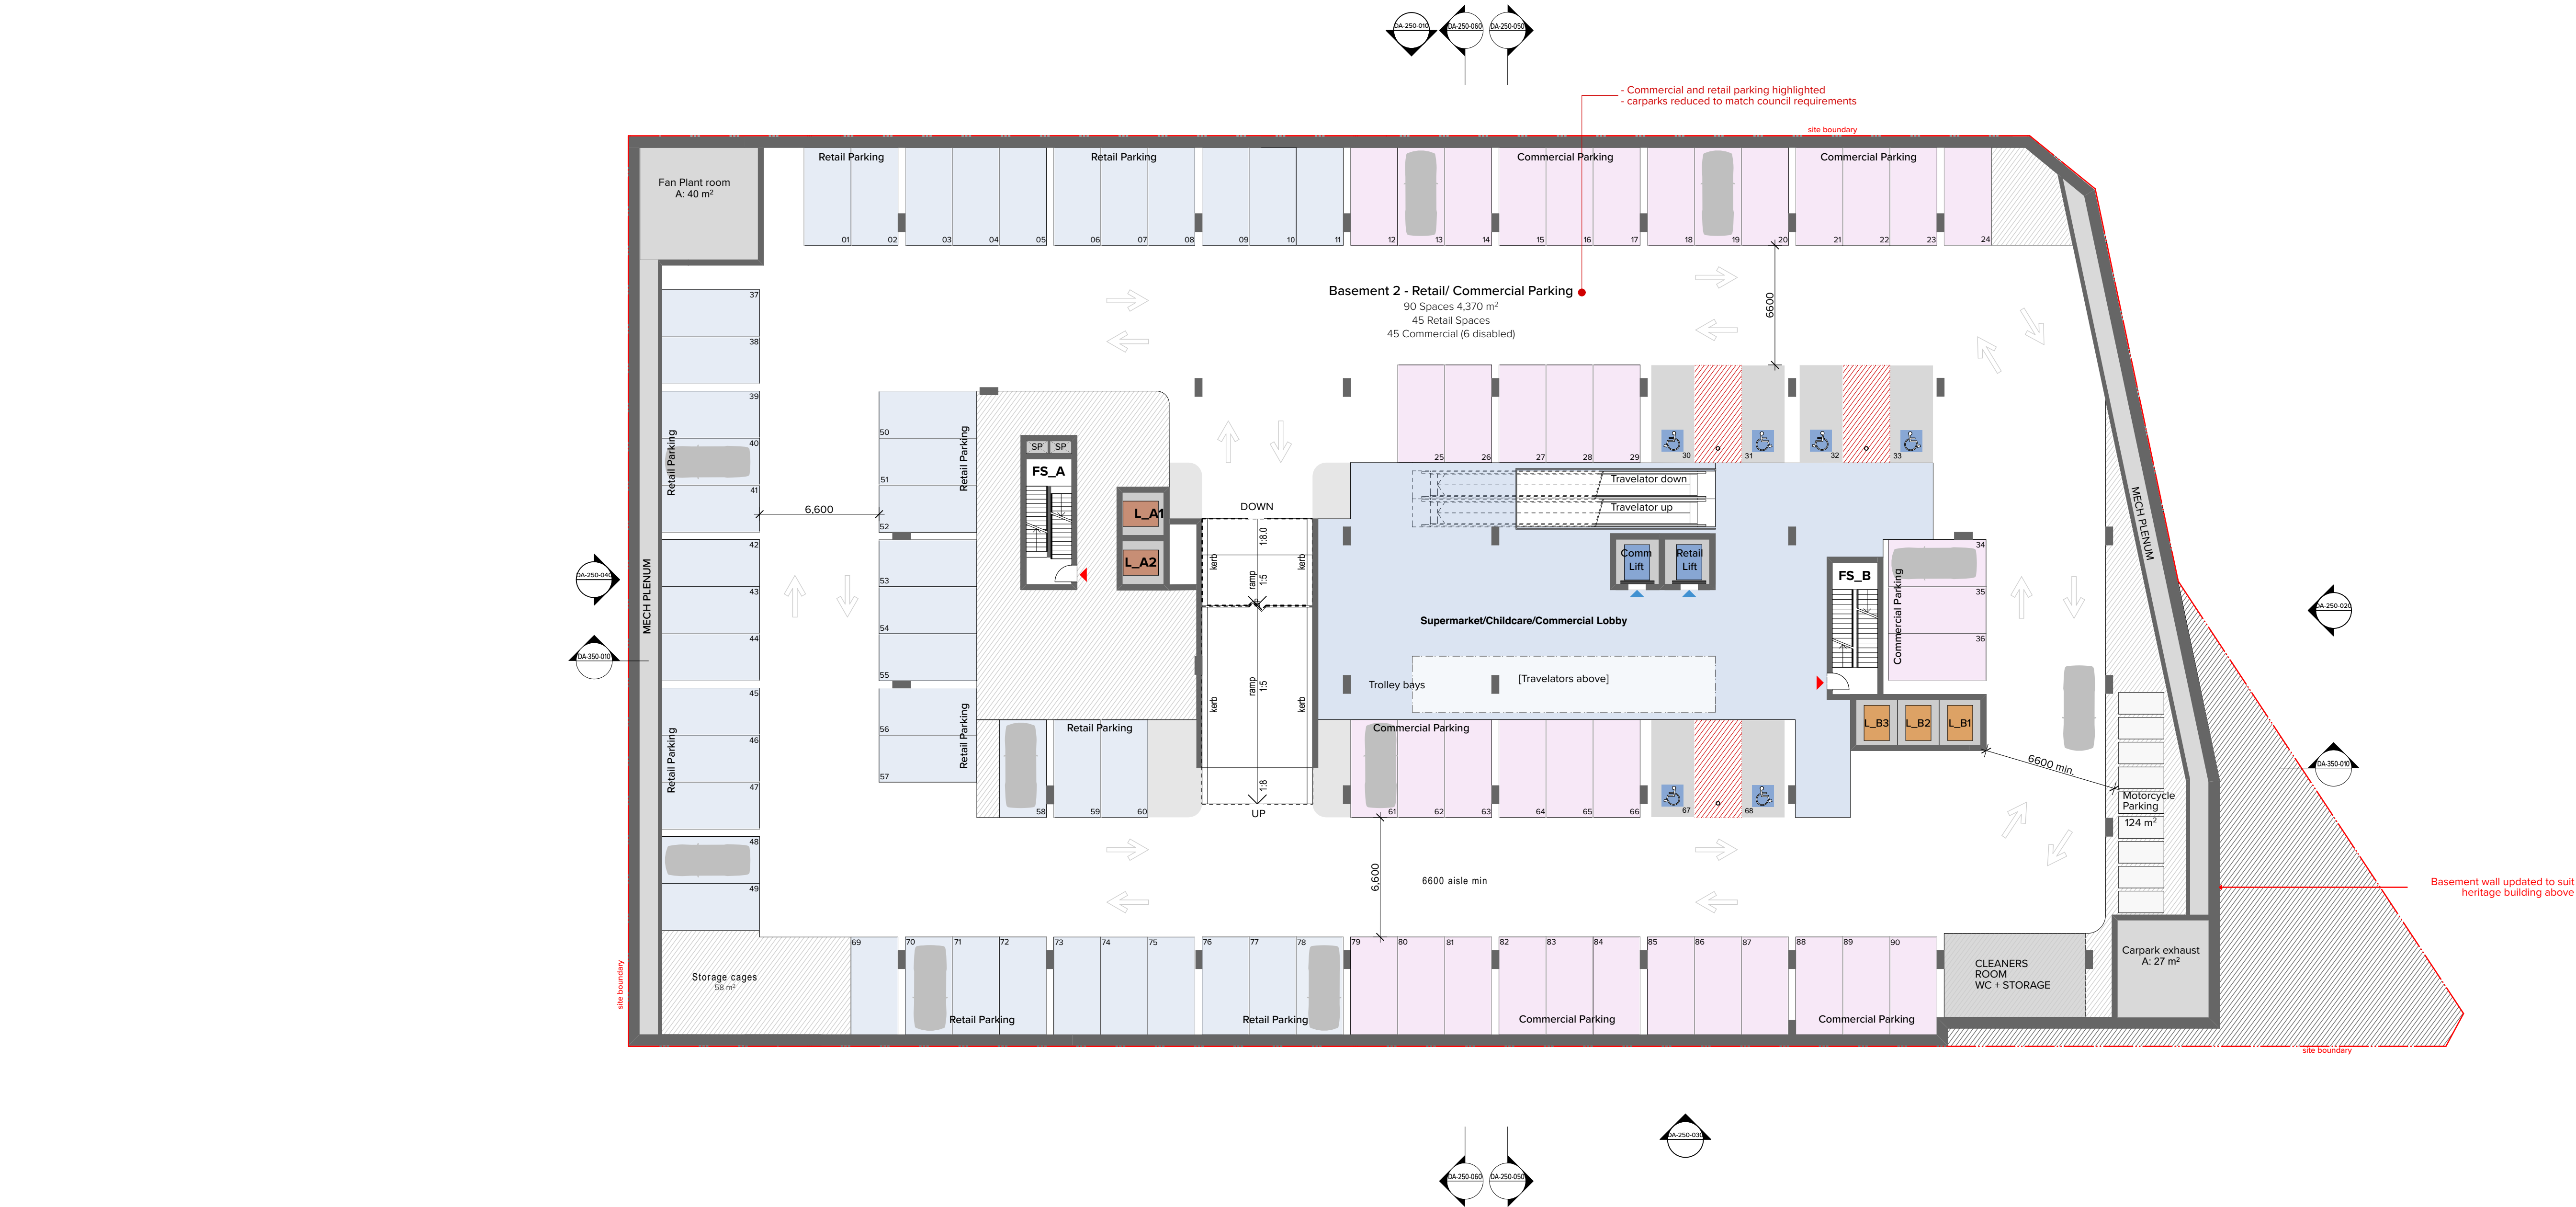 DA-250-010
DA-250-060
DA-250-050
- Commercial and retail parking highlighted
- carparks reduced to match council requirements
site boundary
Fan Plant room
A: 40 m²
Retail Parking
Retail Parking
Commercial Parking
Commercial Parking
01
02
03
04
05
06
07
08
09
10
11
12
13
14
15
16
17
18
19
20
21
22
23
24
Basement 2 - Retail/ Commercial Parking
90 Spaces 4,370 m²
45 Retail Spaces
45 Commercial (6 disabled)
6600
37
38
39
40
41
Retail Parking
42
43
44
45
46
47
Retail Parking
48
49
MECH PLENUM
6,600
50
51
52
Retail Parking
53
54
55
56
57
Retail Parking
SP
SP
FS_A
L_A1
L_A2
DOWN
1:8.0
kerb
kerb
ramp
1:5
ramp
1:5
kerb
kerb
1:8
UP
25
26
27
28
29
30
31
32
33
Travelator down
Travelator up
Comm
Lift
Retail
Lift
Supermarket/Childcare/Commercial Lobby
[Travelators above]
Trolley bays
FS_B
Commercial Parking
34
35
36
L_B3
L_B2
L_B1
MECH PLENUM
6600 min.
Motorcycle
Parking
124 m²
Retail Parking
58
59
60
Commercial Parking
61
62
63
64
65
66
67
68
6,600
6600 aisle min
DA-250-040
DA-350-010
DA-250-020
DA-350-010
Basement wall updated to suit
heritage building above
Storage cages
58 m²
69
70
71
72
73
74
75
76
77
78
79
80
81
82
83
84
85
86
87
88
89
90
Retail Parking
Retail Parking
Commercial Parking
Commercial Parking
CLEANERS
ROOM
WC + STORAGE
Carpark exhaust
A: 27 m²
site boundary
site boundary
DA-250-030
DA-250-060
DA-250-050